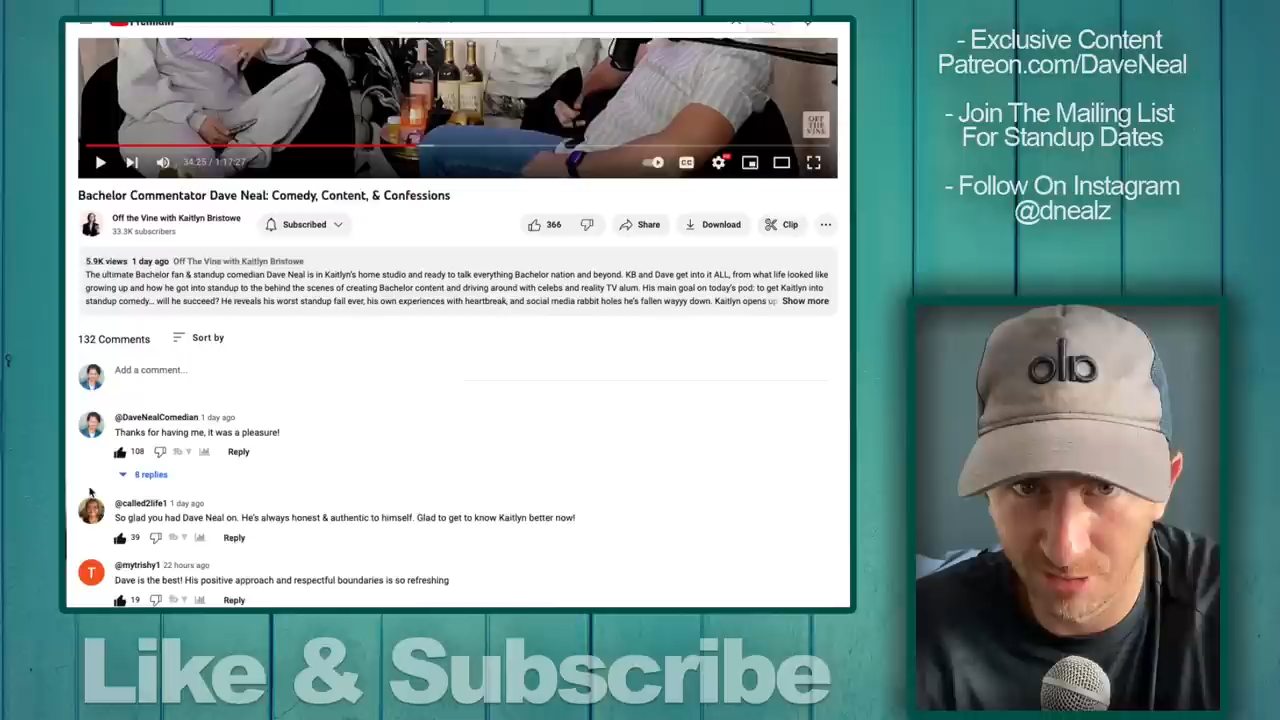 Premium
OFF
THE
VINE
34:25 / 1:17:27
CC
Bachelor Commentator Dave Neal: Comedy, Content, & Confessions
Off the Vine with Kaitlyn Bristowe
33.3K subscribers
Subscribed
366
Share
Download
Clip
5.9K views 1 day ago Off The Vine with Kaitlyn Bristowe
The ultimate Bachelor fan & standup comedian Dave Neal is in Kaitlyn's home studio and ready to talk everything Bachelor nation and beyond. KB and Dave get into it ALL, from what life looked like
growing up and how he got into standup to the behind the scenes of creating Bachelor content and driving around with celebs and reality TV alum. His main goal on today's pod: to get Kaitlyn into
standup comedy... will he succeed? He reveals his worst standup fail ever, his own experiences with heartbreak, and social media rabbit holes he's fallen wayyy down. Kaitlyn opens up Show more
132 Comments
Sort by
Add a comment...
@DaveNealComedian 1 day ago
Thanks for having me, it was a pleasure!
108
Reply
8 replies
@called2life1 1 day ago
So glad you had Dave Neal on. He's always honest & authentic to himself. Glad to get to know Kaitlyn better now!
39
Reply
T
@mytrishy1 22 hours ago
Dave is the best! His positive approach and respectful boundaries is so refreshing
19
Reply
Like & Subscribe
- Exclusive Content
Patreon.com/DaveNeal
- Join The Mailing List
For Standup Dates
- Follow On Instagram
@dnealz